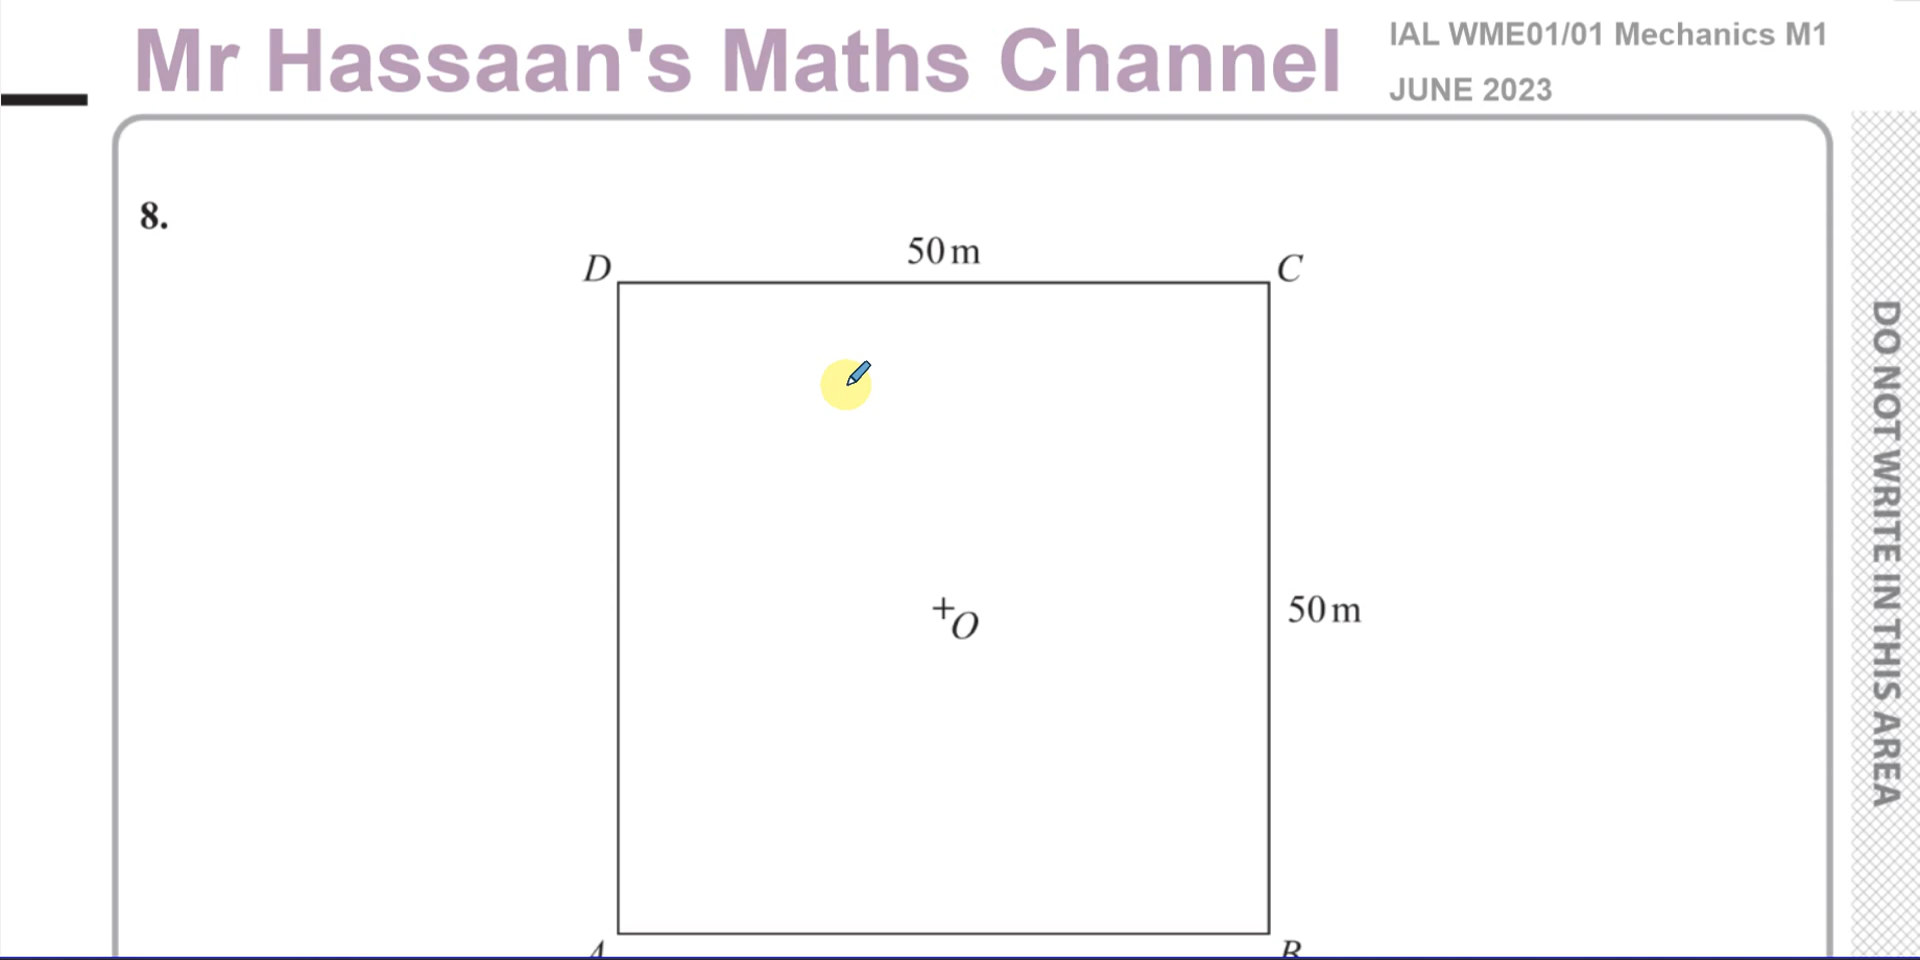 Mr Hassaan's Maths Channel
IAL WME01/01 Mechanics M1
JUNE 2023
8.
50 m
D
C
+O
50 m
A
B
DO NOT WRITE IN THIS AREA